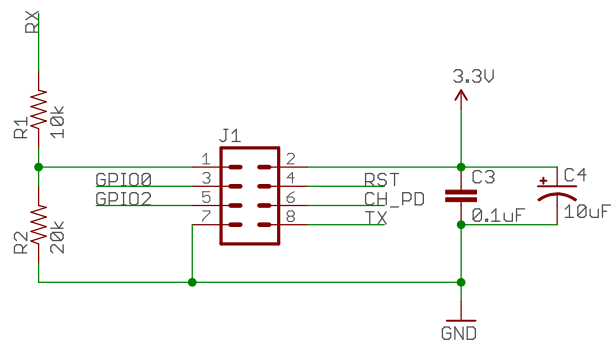 RX
3.3V
R1
10k
J1
1
2
C3
C4
GPIO0
3
4
RST
GPIO2
5
6
CH_PD
0.1uF
10uF
R2
20k
7
8
TX
GND